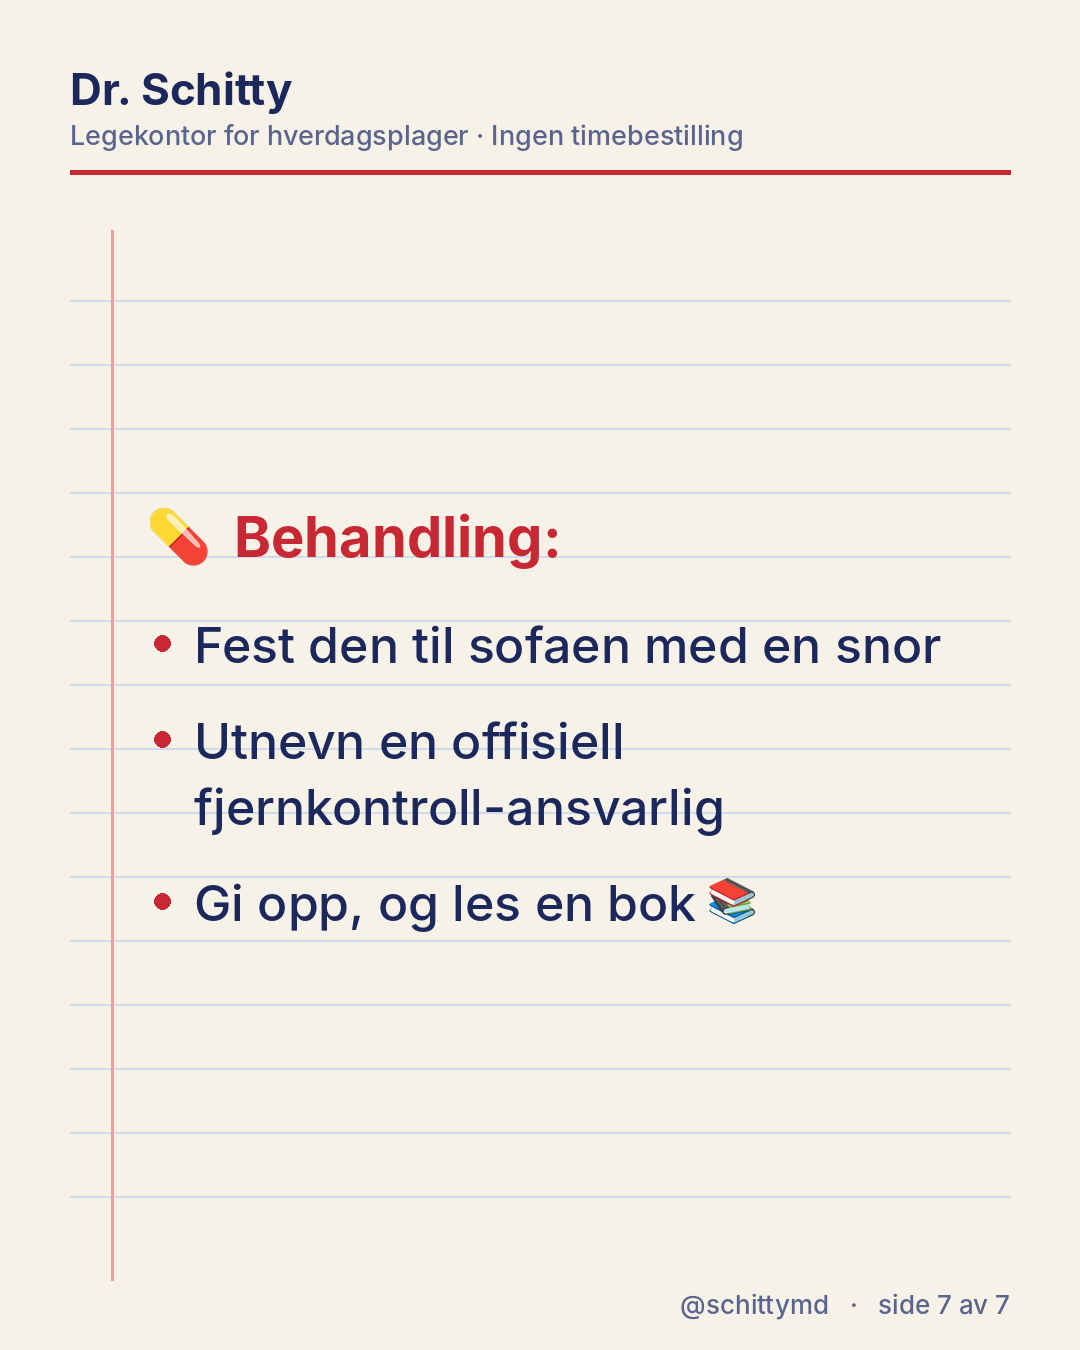 Dr. Schitty
Legekontor for hverdagsplager · Ingen timebestilling
💊 Behandling:
• Fest den til sofaen med en snor
• Utnevn en offisiell
fjernkontroll-ansvarlig
• Gi opp, og les en bok 📚
@schittymd · side 7 av 7